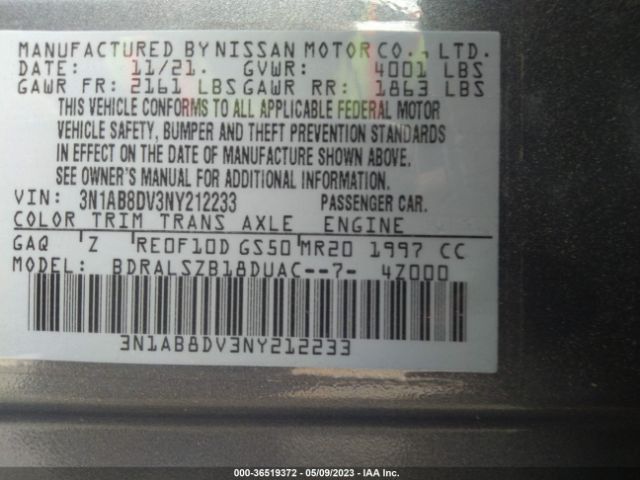 MANUFACTURED BY NISSAN MOTOR CO., LTD.
DATE: 11/21. GVWR: 4001 LBS
GAWR FR: 2161 LBS GAWR RR: 1863 LBS
THIS VEHICLE CONFORMS TO ALL APPLICABLE FEDERAL MOTOR
VEHICLE SAFETY, BUMPER AND THEFT PREVENTION STANDARDS
IN EFFECT ON THE DATE OF MANUFACTURE SHOWN ABOVE.
SEE OWNER'S MANUAL FOR ADDITIONAL INFORMATION.
VIN: 3N1AB8DV3NY212233 PASSENGER CAR.
COLOR TRIM TRANS AXLE ENGINE
GAQ Z RE0F10D GS50 MR20 1997 CC
MODEL BDRALSZB18DUAC--7- 4Z000
3N1AB8DV3NY212233
000-36519372 - 05/09/2023 - IAA Inc.